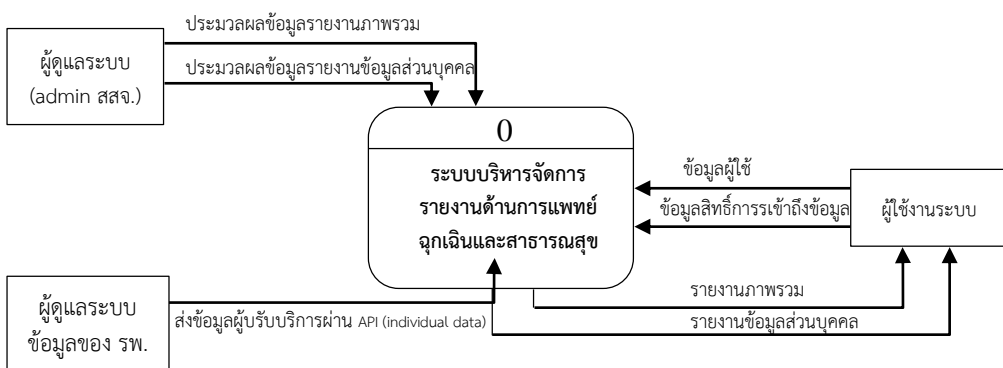 ประมวลผลข้อมูลรายงานภาพรวม
ผู้ดูแลระบบ
(admin สสจ.)
ประมวลผลข้อมูลรายงานข้อมูลส่วนบุคคล
0
ระบบบริหารจัดการ
รายงานด้านการแพทย์
ฉุกเฉินและสาธารณสุข
ข้อมูลผู้ใช้
ข้อมูลสิทธิ์การรเข้าถึงข้อมูล
ผู้ใช้งานระบบ
ผู้ดูแลระบบ
ข้อมูลของ รพ.
ส่งข้อมูลผู้บรับบริการผ่าน API (individual data)
รายงานภาพรวม
รายงานข้อมูลส่วนบุคคล